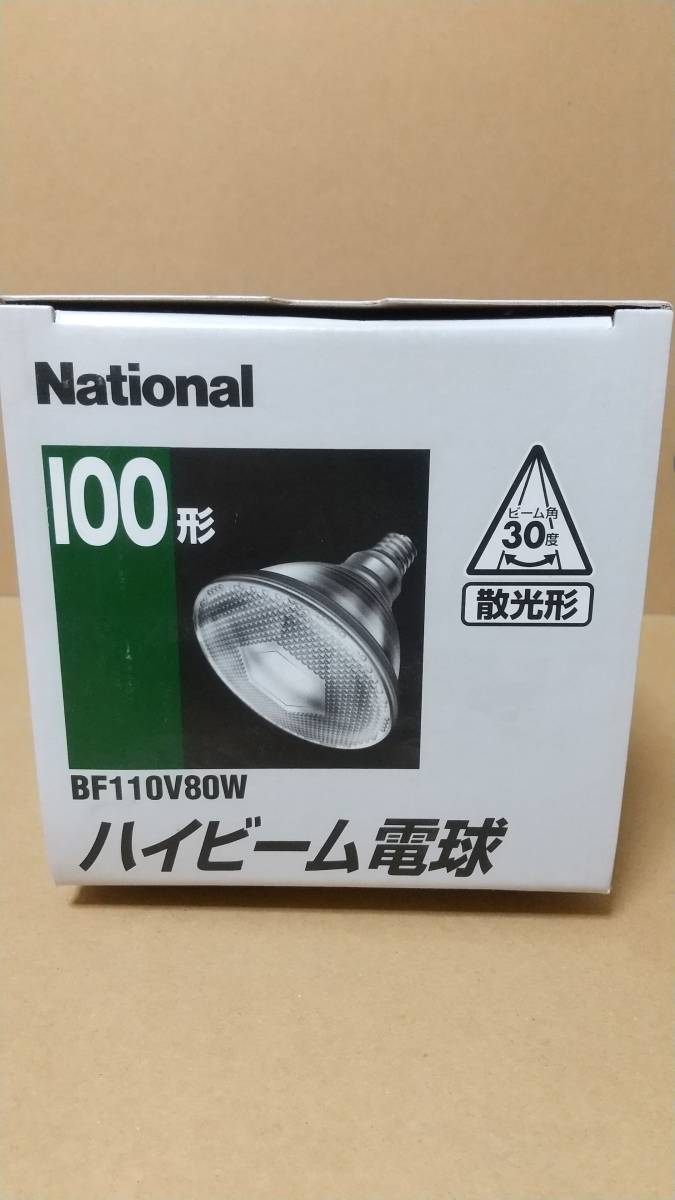 National
100形
ビーム角
30度
散光形
BF110V80W
ハイビーム電球